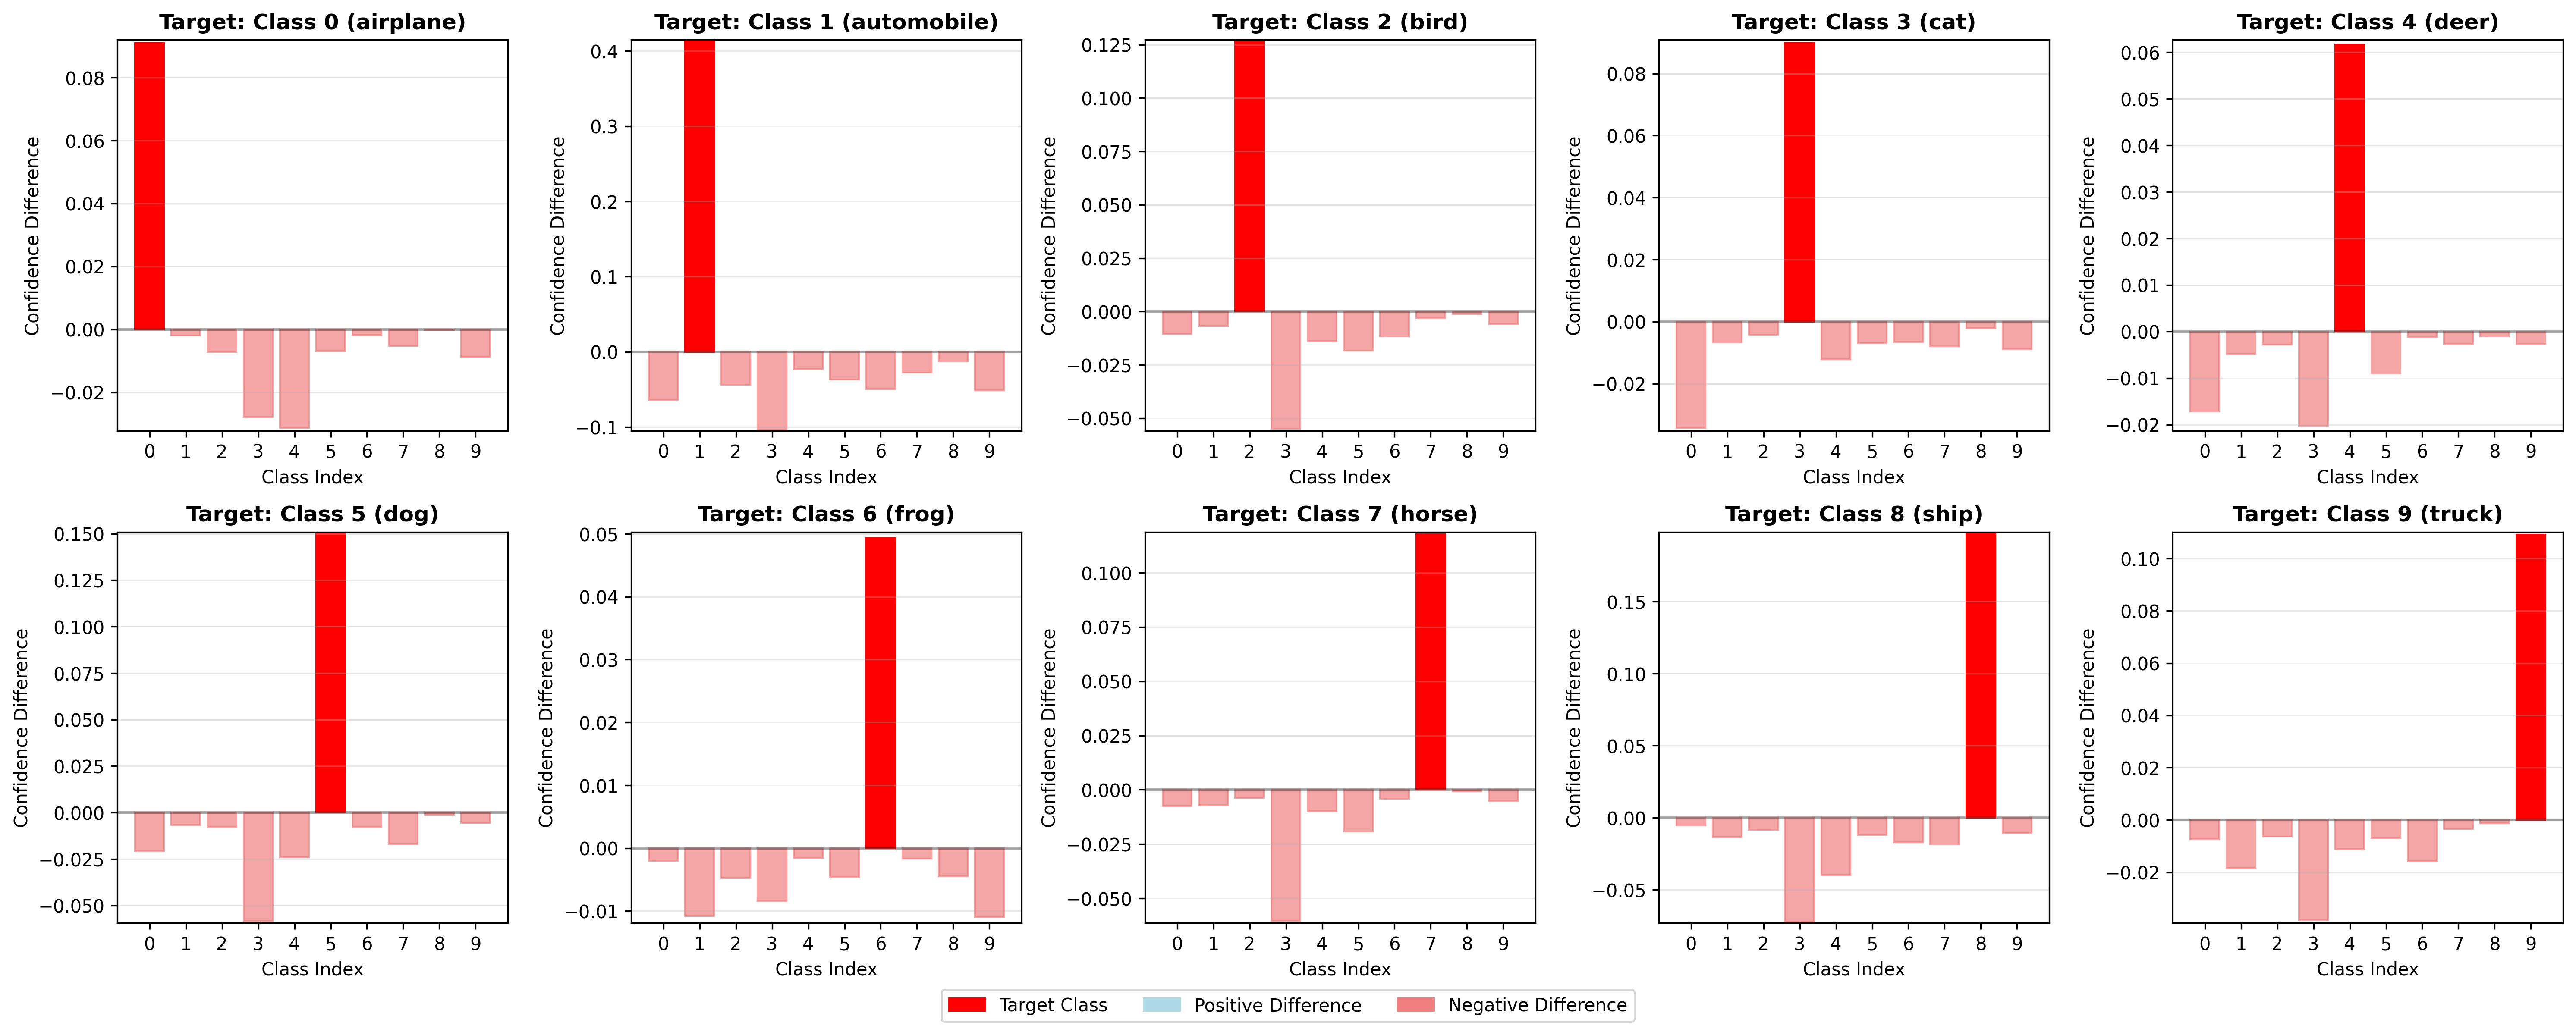 Target: Class 0 (airplane)
Confidence Difference
0.08
0.06
0.04
0.02
0.00
−0.02
0 1 2 3 4 5 6 7 8 9
Class Index
Target: Class 1 (automobile)
Confidence Difference
0.4
0.3
0.2
0.1
0.0
−0.1
0 1 2 3 4 5 6 7 8 9
Class Index
Target: Class 2 (bird)
Confidence Difference
0.125
0.100
0.075
0.050
0.025
0.000
−0.025
−0.050
0 1 2 3 4 5 6 7 8 9
Class Index
Target: Class 3 (cat)
Confidence Difference
0.08
0.06
0.04
0.02
0.00
−0.02
0 1 2 3 4 5 6 7 8 9
Class Index
Target: Class 4 (deer)
Confidence Difference
0.06
0.05
0.04
0.03
0.02
0.01
0.00
−0.01
−0.02
0 1 2 3 4 5 6 7 8 9
Class Index
Target: Class 5 (dog)
Confidence Difference
0.150
0.125
0.100
0.075
0.050
0.025
0.000
−0.025
−0.050
0 1 2 3 4 5 6 7 8 9
Class Index
Target: Class 6 (frog)
Confidence Difference
0.05
0.04
0.03
0.02
0.01
0.00
−0.01
0 1 2 3 4 5 6 7 8 9
Class Index
Target: Class 7 (horse)
Confidence Difference
0.100
0.075
0.050
0.025
0.000
−0.025
−0.050
0 1 2 3 4 5 6 7 8 9
Class Index
Target: Class 8 (ship)
Confidence Difference
0.15
0.10
0.05
0.00
−0.05
0 1 2 3 4 5 6 7 8 9
Class Index
Target: Class 9 (truck)
Confidence Difference
0.10
0.08
0.06
0.04
0.02
0.00
−0.02
0 1 2 3 4 5 6 7 8 9
Class Index
Target Class Positive Difference Negative Difference